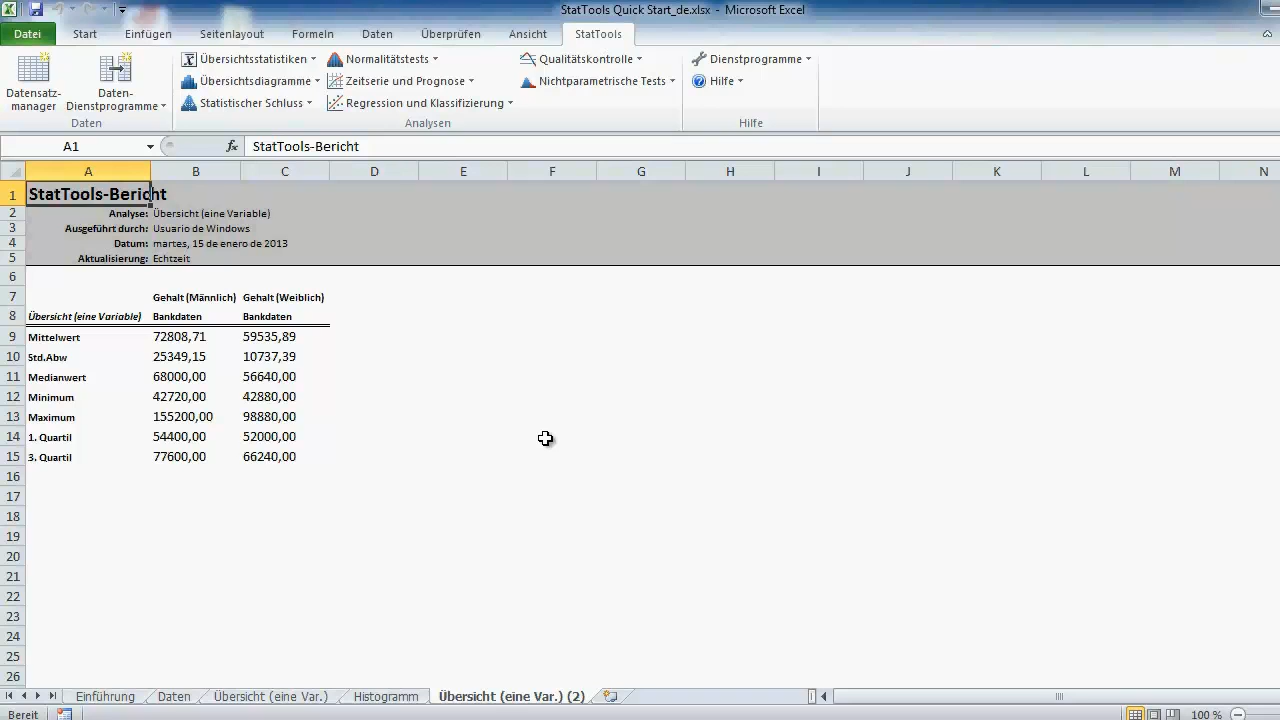 StatTools Quick Start_de.xlsx - Microsoft Excel
Datei Start Einfügen Seitenlayout Formeln Daten Überprüfen Ansicht StatTools
Datensatz-manager
Daten-Dienstprogramme
Daten
Übersichtsstatistiken
Übersichtsdiagramme
Statistischer Schluss
Normalitätstests
Zeitserie und Prognose
Regression und Klassifizierung
Qualitätskontrolle
Nichtparametrische Tests
Analysen
Dienstprogramme
Hilfe
Hilfe
A1 fx StatTools-Bericht
A B C D E F G H I J K L M N
1 StatTools-Bericht
2 Analyse: Übersicht (eine Variable)
3 Ausgeführt durch: Usuario de Windows
4 Datum: martes, 15 de enero de 2013
5 Aktualisierung: Echtzeit
6
7 Gehalt (Männlich) Gehalt (Weiblich)
8 Übersicht (eine Variable) Bankdaten Bankdaten
9 Mittelwert 72808,71 59535,89
10 Std.Abw 25349,15 10737,39
11 Medianwert 68000,00 56640,00
12 Minimum 42720,00 42880,00
13 Maximum 155200,00 98880,00
14 1. Quartil 54400,00 52000,00
15 3. Quartil 77600,00 66240,00
16
17
18
19
20
21
22
23
24
25
26
Einführung Daten Übersicht (eine Var.) Histogramm Übersicht (eine Var.) (2)
Bereit 100 %